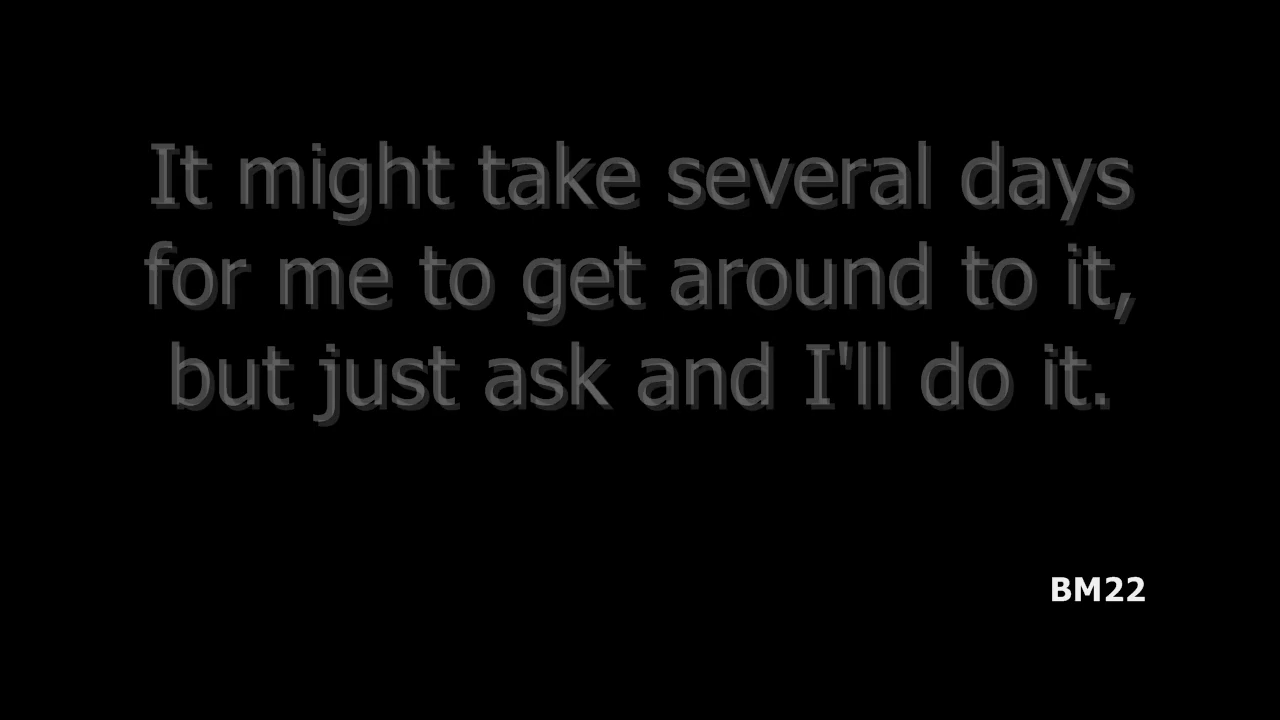 It might take several days
for me to get around to it,
but just ask and I'll do it.
BM22